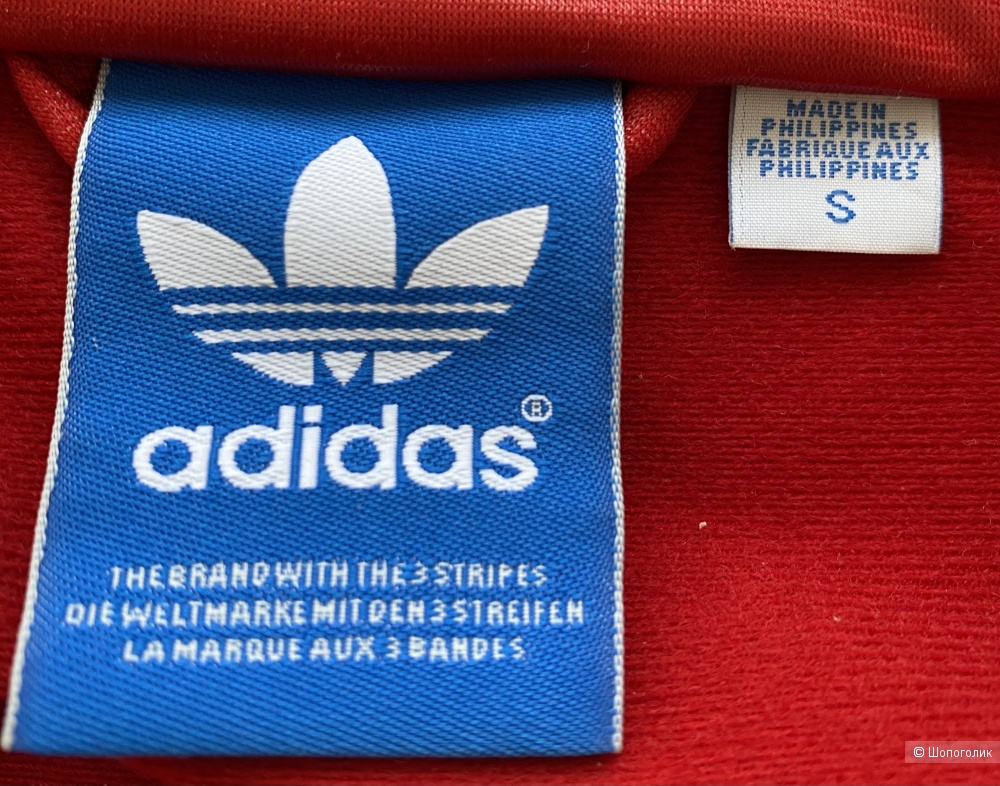 adidas®
THE BRAND WITH THE 3 STRIPES
DIE WELTMARKE MIT DEN 3 STREIFEN
LA MARQUE AUX 3 BANDES
MADE IN
PHILIPPINES
FABRIQUE AUX
PHILIPPINES
S
© Шопоголик